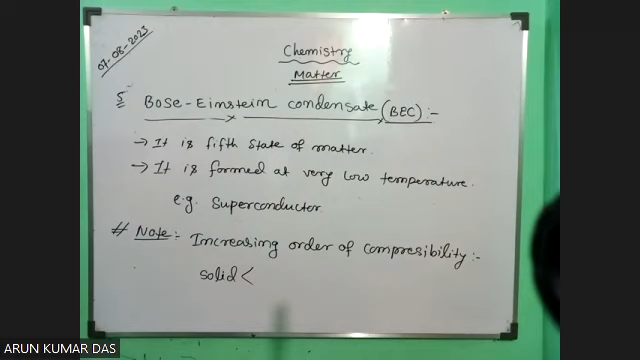 07-08-2023
Chemistry
Matter
5 Bose-Einstein condensate (BEC):-
→ It is fifth state of matter.
→ It is formed at very low temperature.
e.g. Superconductor
# Note:- Increasing order of compresibility:-
solid <
ARUN KUMAR DAS